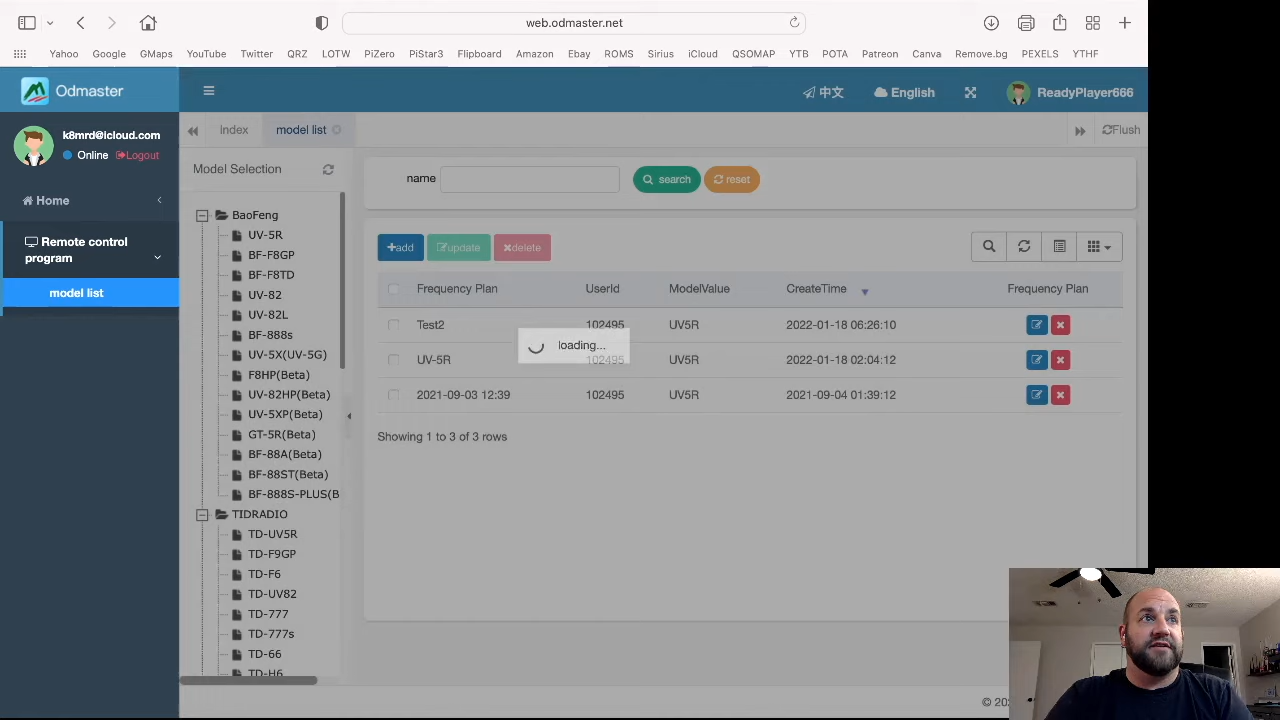 web.odmaster.net
Yahoo Google GMaps YouTube Twitter QRZ LOTW PiZero PiStar3 Flipboard Amazon Ebay ROMS Sirius iCloud QSOMAP YTB POTA Patreon Canva Remove.bg PEXELS YTHF
Odmaster
中文 English ReadyPlayer666
k8mrd@icloud.com
Online Logout
Index model list Flush
Home
Remote control
program
model list
Model Selection
BaoFeng
UV-5R
BF-F8GP
BF-F8TD
UV-82
UV-82L
BF-888s
UV-5X(UV-5G)
F8HP(Beta)
UV-82HP(Beta)
UV-5XP(Beta)
GT-5R(Beta)
BF-88A(Beta)
BF-88ST(Beta)
BF-888S-PLUS(B
TIDRADIO
TD-UV5R
TD-F9GP
TD-F6
TD-UV82
TD-777
TD-777s
TD-66
TD-H6
name search reset
add update delete
Frequency Plan UserId ModelValue CreateTime Frequency Plan
Test2 102495 UV5R 2022-01-18 06:26:10
loading...
UV-5R 102495 UV5R 2022-01-18 02:04:12
2021-09-03 12:39 102495 UV5R 2021-09-04 01:39:12
Showing 1 to 3 of 3 rows
© 20